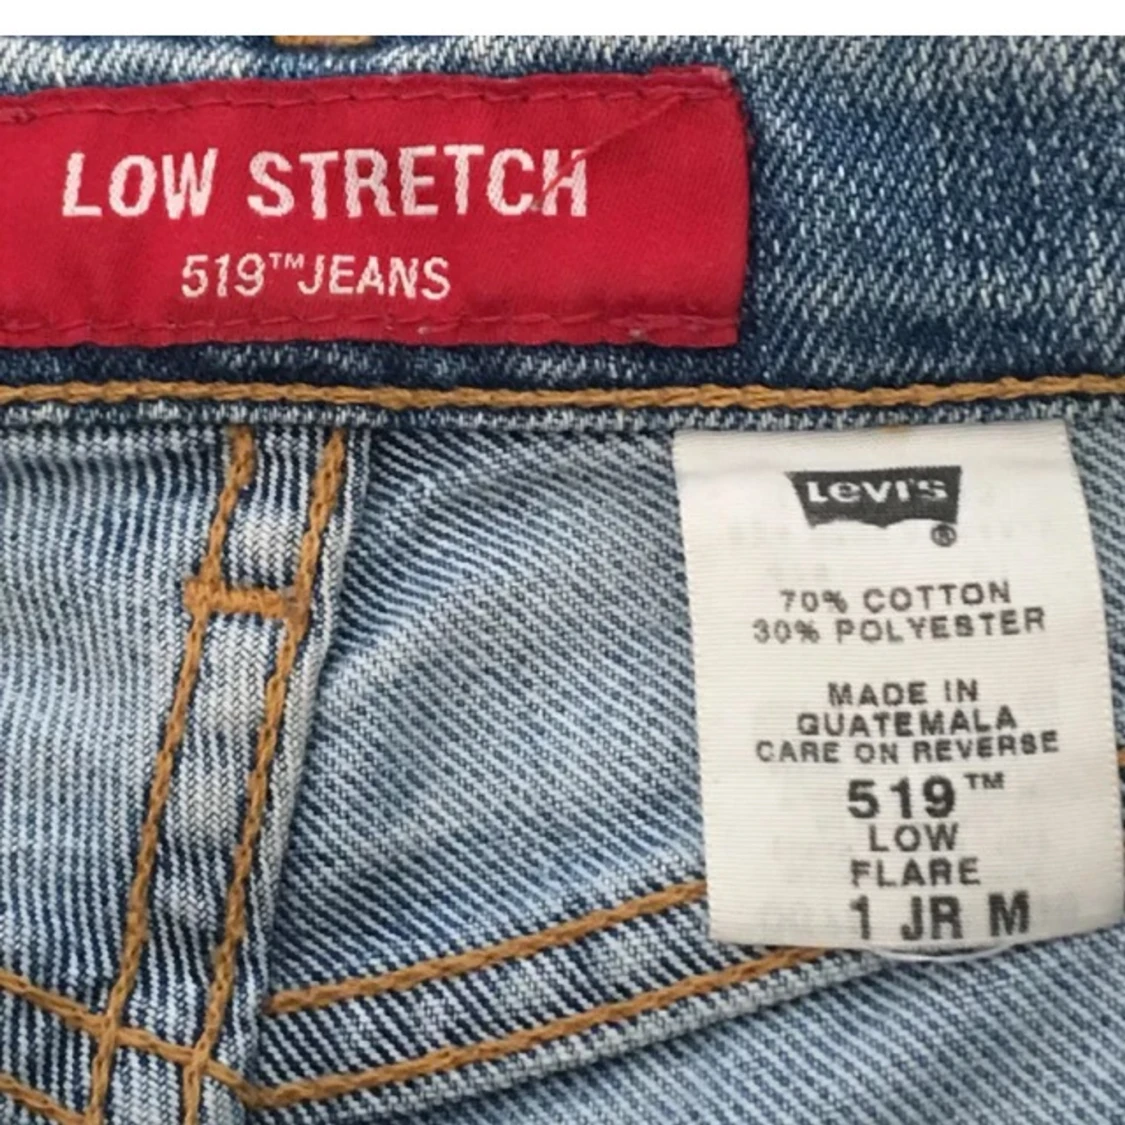 LOW STRETCH
519™JEANS
LEVI'S
®
70% COTTON
30% POLYESTER
MADE IN
GUATEMALA
CARE ON REVERSE
519™
LOW
FLARE
1 JR M